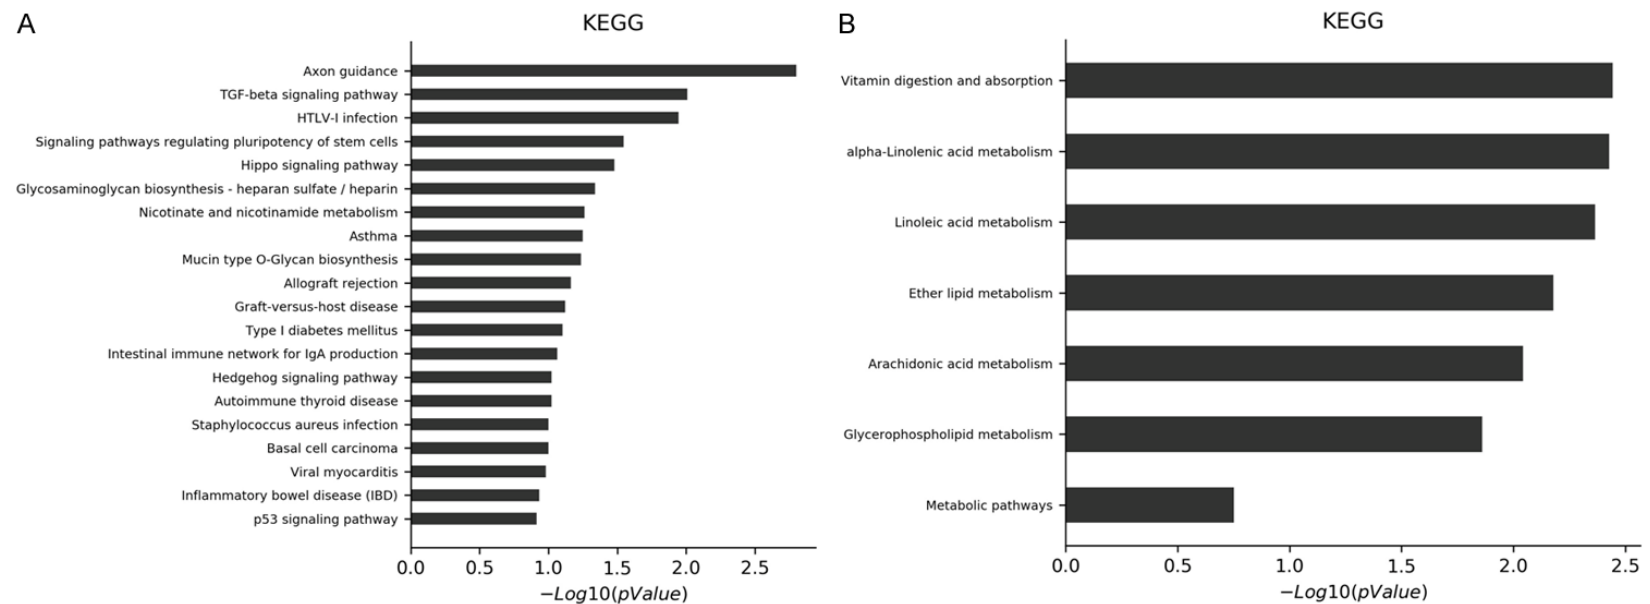 A
KEGG
Axon guidance
TGF-beta signaling pathway
HTLV-I infection
Signaling pathways regulating pluripotency of stem cells
Hippo signaling pathway
Glycosaminoglycan biosynthesis - heparan sulfate / heparin
Nicotinate and nicotinamide metabolism
Asthma
Mucin type O-Glycan biosynthesis
Allograft rejection
Graft-versus-host disease
Type I diabetes mellitus
Intestinal immune network for IgA production
Hedgehog signaling pathway
Autoimmune thyroid disease
Staphylococcus aureus infection
Basal cell carcinoma
Viral myocarditis
Inflammatory bowel disease (IBD)
p53 signaling pathway
0.0 0.5 1.0 1.5 2.0 2.5
−Log10(pValue)
B
KEGG
Vitamin digestion and absorption
alpha-Linolenic acid metabolism
Linoleic acid metabolism
Ether lipid metabolism
Arachidonic acid metabolism
Glycerophospholipid metabolism
Metabolic pathways
0.0 0.5 1.0 1.5 2.0 2.5
−Log10(pValue)